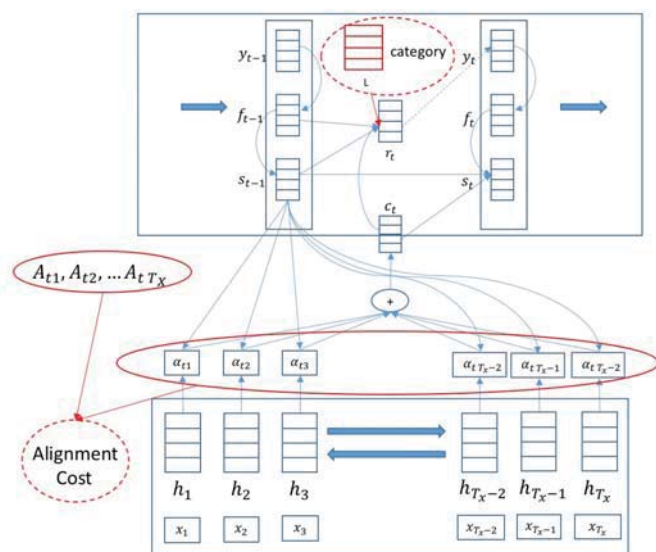 y_{t-1}
category
y_t
L
f_{t-1}
r_t
f_t
s_{t-1}
s_t
c_t
A_{t1}, A_{t2}, ... A_{t T_X}
+
α_{t1} α_{t2} α_{t3} α_{t T_x-2} α_{t T_x-1} α_{t T_x-2}
Alignment
Cost
h_1 h_2 h_3 h_{T_x-2} h_{T_x-1} h_{T_x}
x_1 x_2 x_3 x_{T_x-2} x_{T_x-1} x_{T_x}